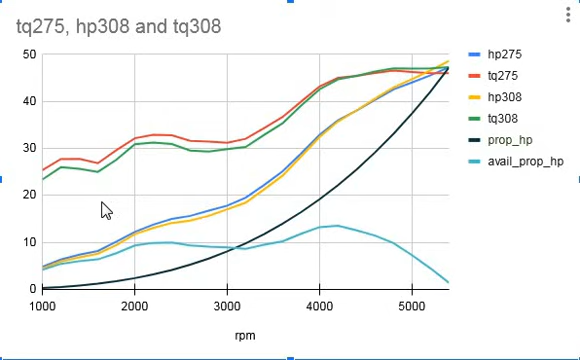 tq275, hp308 and tq308
50
40
30
20
10
0
1000
2000
3000
4000
5000
rpm
hp275
tq275
hp308
tq308
prop_hp
avail_prop_hp